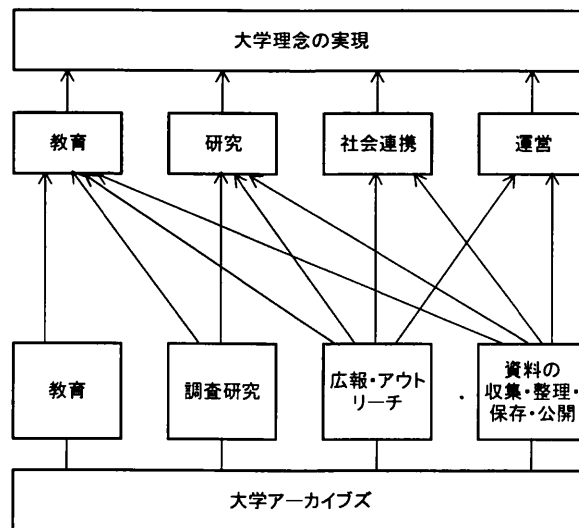 大学理念の実現
教育
研究
社会連携
運営
教育
調査研究
広報・アウト
リーチ
資料の
収集・整理・
保存・公開
大学アーカイブズ